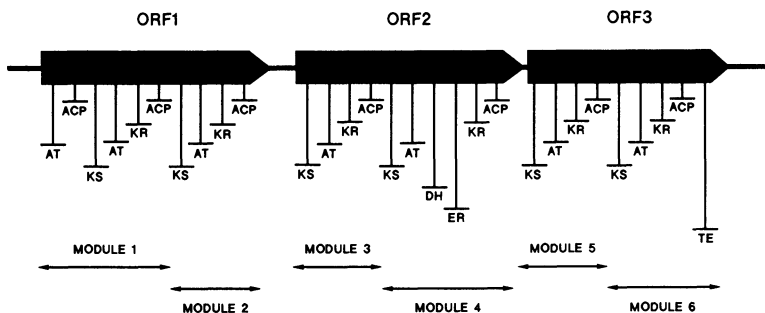 ORF1 ORF2 ORF3
AT ACP KS AT KR ACP KS AT KR ACP
KS AT KR ACP KS AT DH ER KR ACP
KS AT KR ACP KS AT KR ACP TE
MODULE 1 MODULE 3 MODULE 5
MODULE 2 MODULE 4 MODULE 6